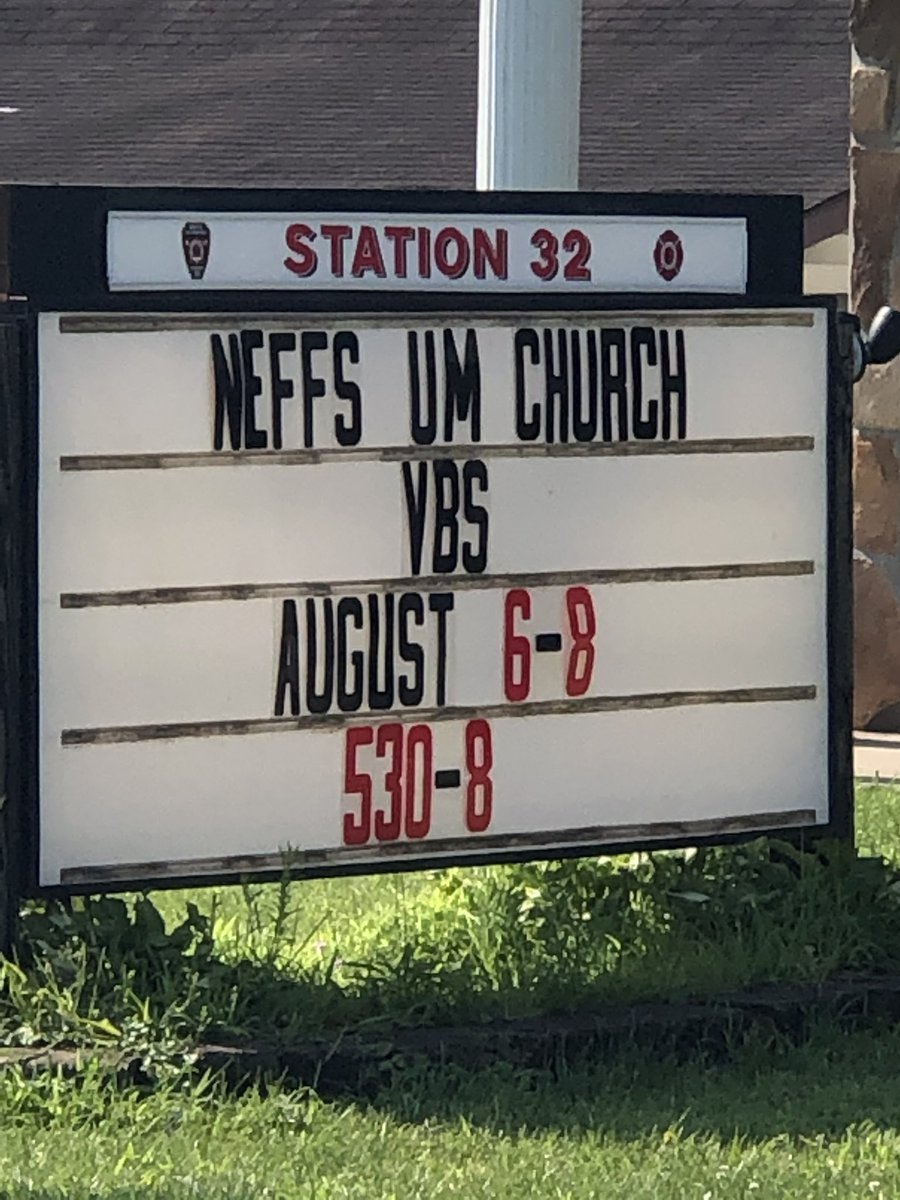 STATION 32
NEFFS UM CHURCH
VBS
AUGUST 6-8
530-8